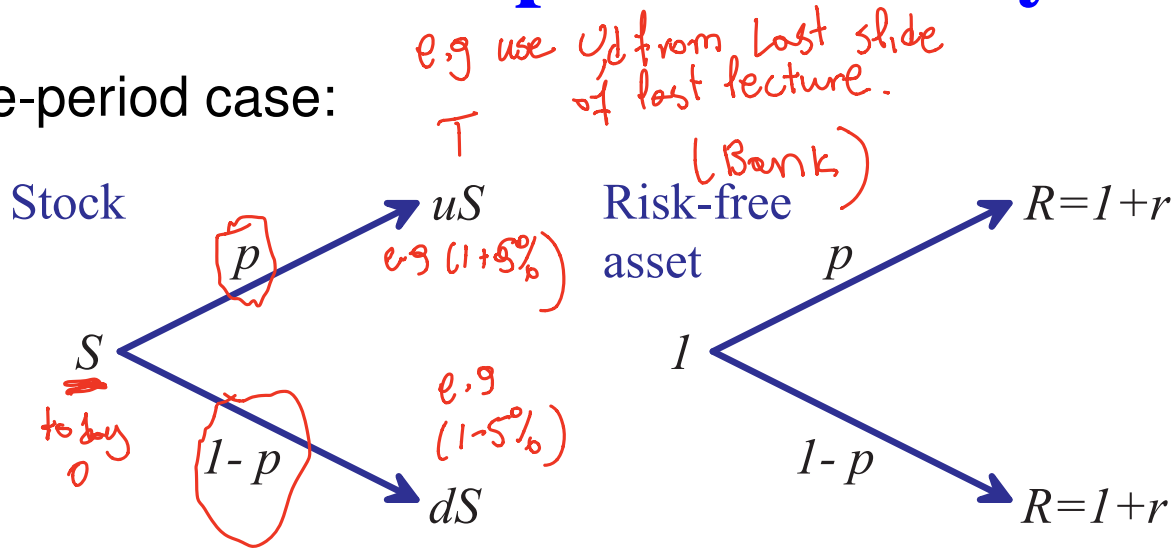 e.g use U,d from Last slide
of last lecture.
e-period case:
T
(Bank)
Stock
uS
Risk-free
asset
R=1+r
p
e.g (1+5%)
p
S
1
today
0
e.g
(1-5%)
1-p
1-p
dS
R=1+r